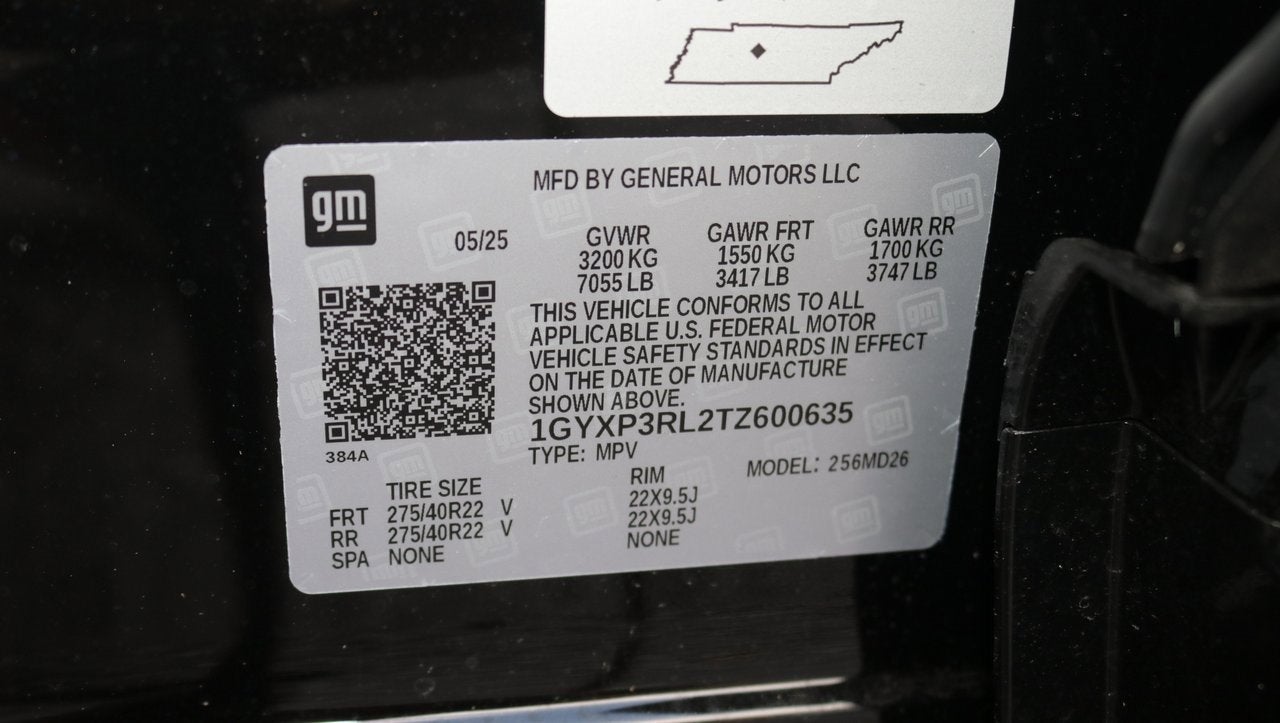 gm
MFD BY GENERAL MOTORS LLC
05/25
GVWR GAWR FRT GAWR RR
3200 KG 1550 KG 1700 KG
7055 LB 3417 LB 3747 LB
THIS VEHICLE CONFORMS TO ALL
APPLICABLE U.S. FEDERAL MOTOR
VEHICLE SAFETY STANDARDS IN EFFECT
ON THE DATE OF MANUFACTURE
SHOWN ABOVE.
1GYXP3RL2TZ600635
384A
TYPE: MPV
MODEL: 256MD26
TIRE SIZE RIM
FRT 275/40R22 V 22X9.5J
RR 275/40R22 V 22X9.5J
SPA NONE NONE